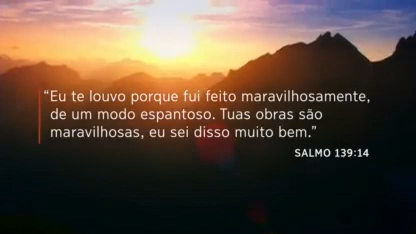 “Eu te louvo porque fui feito maravilhosamente,
de um modo espantoso. Tuas obras são
maravilhosas, eu sei disso muito bem.”
SALMO 139:14